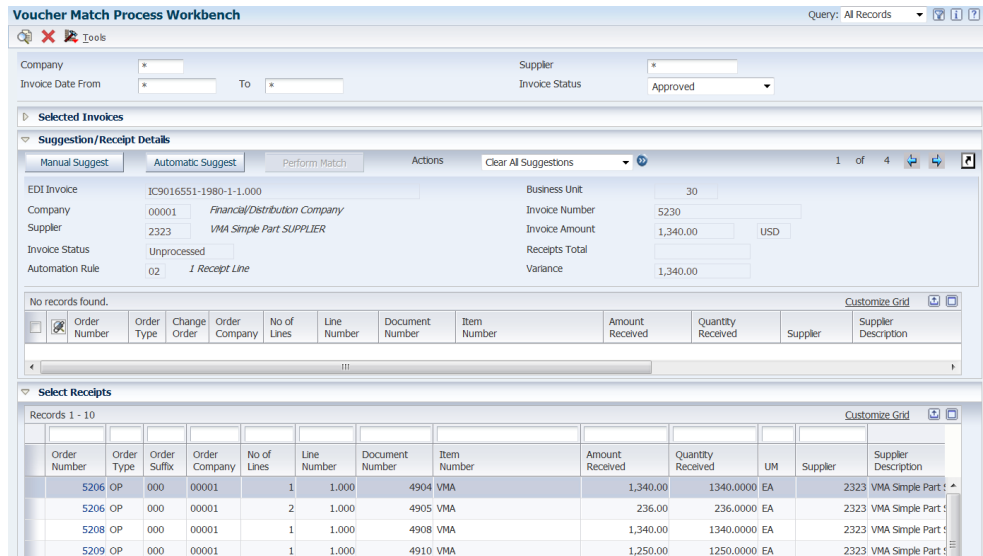 Voucher Match Process Workbench Query: All Records
Tools
Company * Supplier *
Invoice Date From * To * Invoice Status Approved
Selected Invoices
Suggestion/Receipt Details
Manual Suggest Automatic Suggest Perform Match Actions Clear All Suggestions 1 of 4
EDI Invoice IC9016551-1980-1-1.000 Business Unit 30
Company 00001 Financial/Distribution Company Invoice Number 5230
Supplier 2323 VMA Simple Part SUPPLIER Invoice Amount 1,340.00 USD
Invoice Status Unprocessed Receipts Total
Automation Rule 02 1 Receipt Line Variance 1,340.00
No records found. Customize Grid
Order Number Order Type Change Order Order Company No of Lines Line Number Document Number Item Number Amount Received Quantity Received Supplier Supplier Description
Select Receipts
Records 1 - 10 Customize Grid
Order Number Order Type Order Suffix Order Company No of Lines Line Number Document Number Item Number Amount Received Quantity Received UM Supplier Supplier Description
5206 OP 000 00001 1 1.000 4904 VMA 1,340.00 1340.0000 EA 2323 VMA Simple Part S
5206 OP 000 00001 2 1.000 4905 VMA 236.00 236.0000 EA 2323 VMA Simple Part S
5208 OP 000 00001 1 1.000 4908 VMA 1,340.00 1340.0000 EA 2323 VMA Simple Part S
5209 OP 000 00001 1 1.000 4910 VMA 1,250.00 1250.0000 EA 2323 VMA Simple Part S